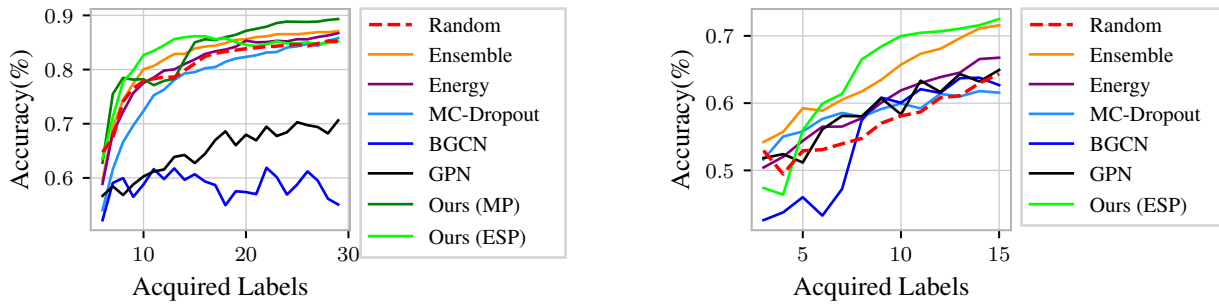 0.9
0.8
0.7
0.6
Accuracy(%)
10
20
30
Acquired Labels
Random
Ensemble
Energy
MC-Dropout
BGCN
GPN
Ours (MP)
Ours (ESP)
0.7
0.6
0.5
Accuracy(%)
5
10
15
Acquired Labels
Random
Ensemble
Energy
MC-Dropout
BGCN
GPN
Ours (ESP)